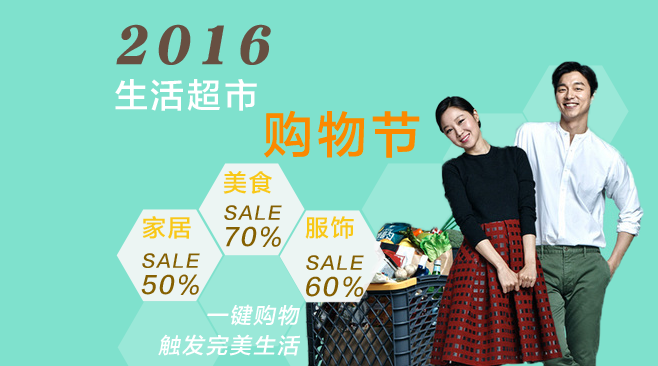 2016
生活超市
购物节
美食
SALE
70%
家居
SALE
50%
服饰
SALE
60%
一键购物
触发完美生活